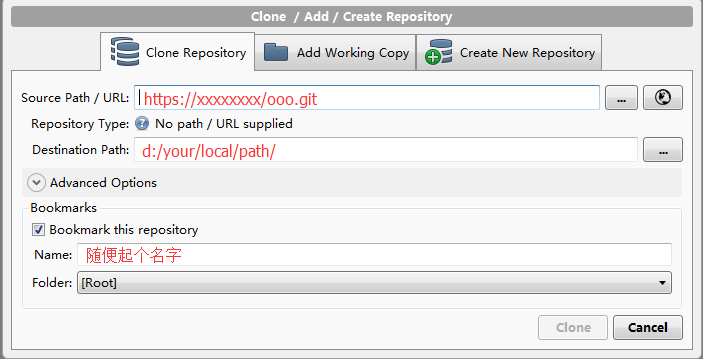 Clone / Add / Create Repository
Clone Repository
Add Working Copy
Create New Repository
Source Path / URL: https://xxxxxxxx/ooo.git ...
Repository Type: ? No path / URL supplied
Destination Path: d:/your/local/path/ ...
Advanced Options
Bookmarks
Bookmark this repository
Name: 随便起个名字
Folder: [Root]
Clone Cancel